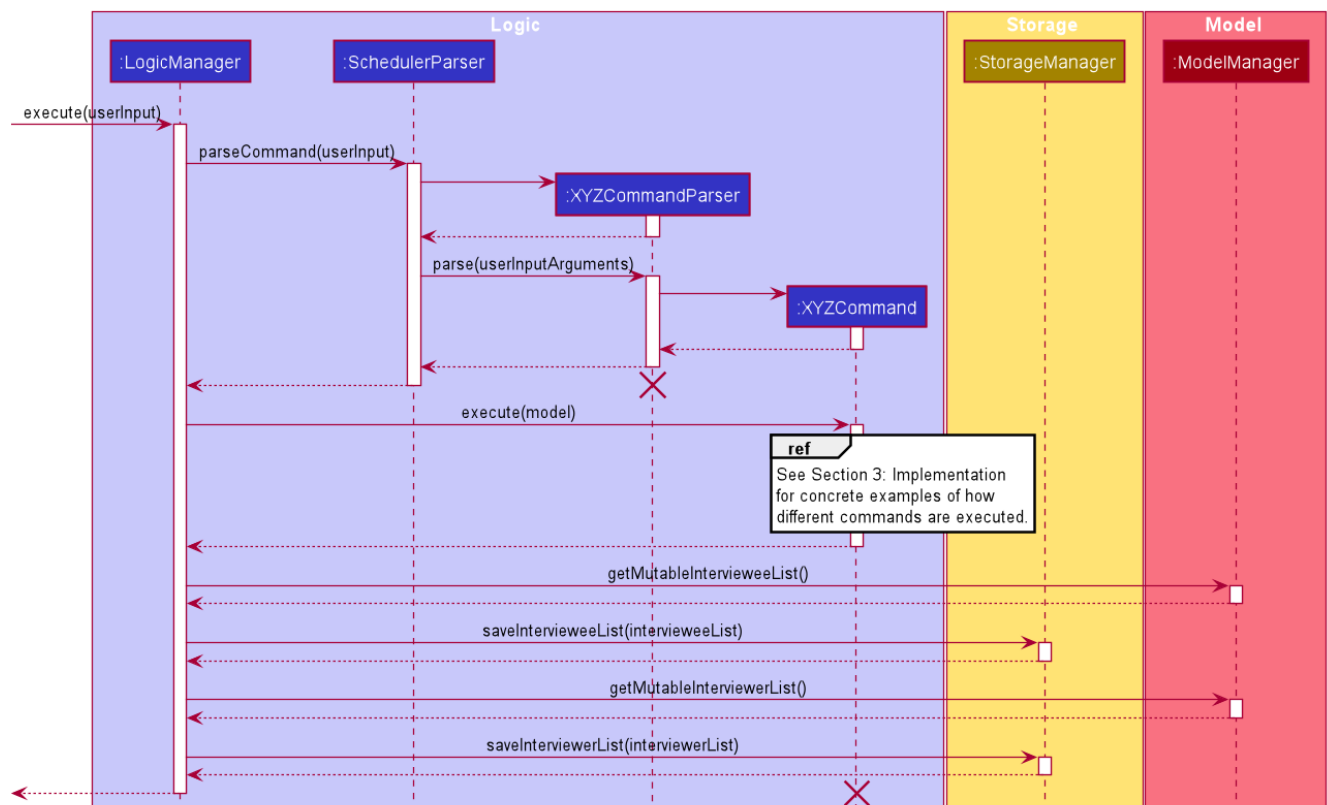 Logic
Storage
Model
:LogicManager
:SchedulerParser
:StorageManager
:ModelManager
execute(userInput)
parseCommand(userInput)
:XYZCommandParser
parse(userInputArguments)
:XYZCommand
execute(model)
ref
See Section 3: Implementation
for concrete examples of how
different commands are executed.
getMutableIntervieweeList()
saveIntervieweeList(intervieweeList)
getMutableInterviewerList()
saveInterviewerList(interviewerList)